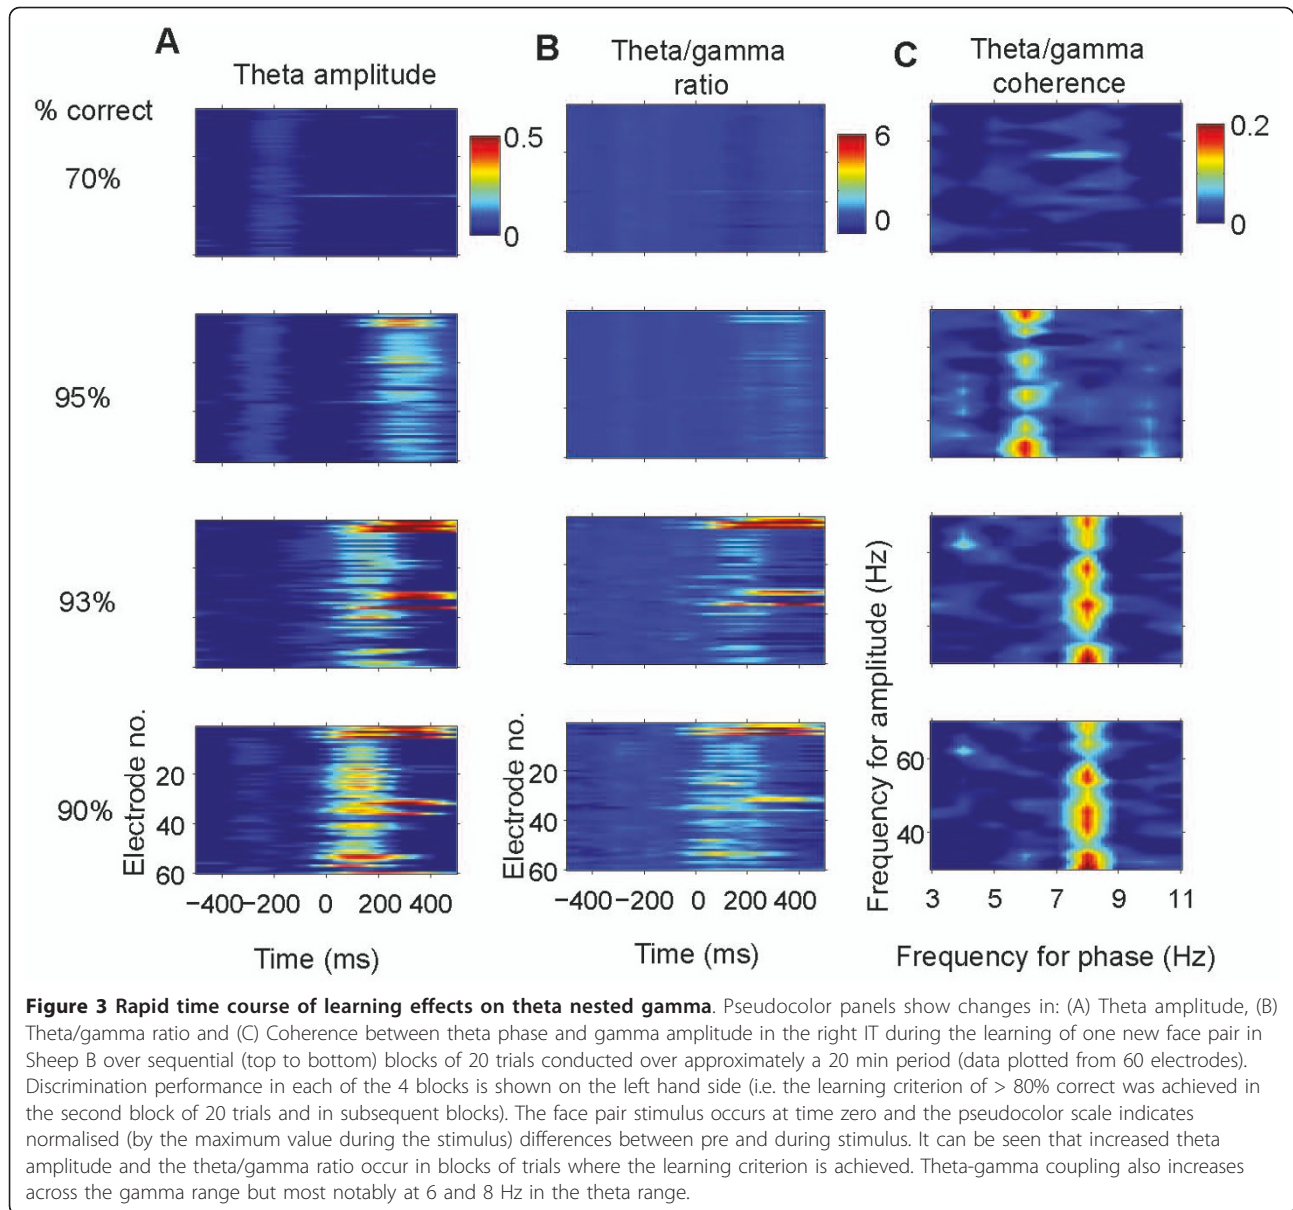 A
Theta amplitude
B
Theta/gamma
ratio
C
Theta/gamma
coherence
% correct
70%
0.5
0
6
0
0.2
0
95%
93%
90%
Electrode no.
20
40
60
−400
−200
0
200
400
Time (ms)
Electrode no.
20
40
60
−400
−200
0
200
400
Time (ms)
Frequency for amplitude (Hz)
60
40
3
5
7
9
11
Frequency for phase (Hz)
Figure 3 Rapid time course of learning effects on theta nested gamma. Pseudocolor panels show changes in: (A) Theta amplitude, (B)
Theta/gamma ratio and (C) Coherence between theta phase and gamma amplitude in the right IT during the learning of one new face pair in
Sheep B over sequential (top to bottom) blocks of 20 trials conducted over approximately a 20 min period (data plotted from 60 electrodes).
Discrimination performance in each of the 4 blocks is shown on the left hand side (i.e. the learning criterion of > 80% correct was achieved in
the second block of 20 trials and in subsequent blocks). The face pair stimulus occurs at time zero and the pseudocolor scale indicates
normalised (by the maximum value during the stimulus) differences between pre and during stimulus. It can be seen that increased theta
amplitude and the theta/gamma ratio occur in blocks of trials where the learning criterion is achieved. Theta-gamma coupling also increases
across the gamma range but most notably at 6 and 8 Hz in the theta range.